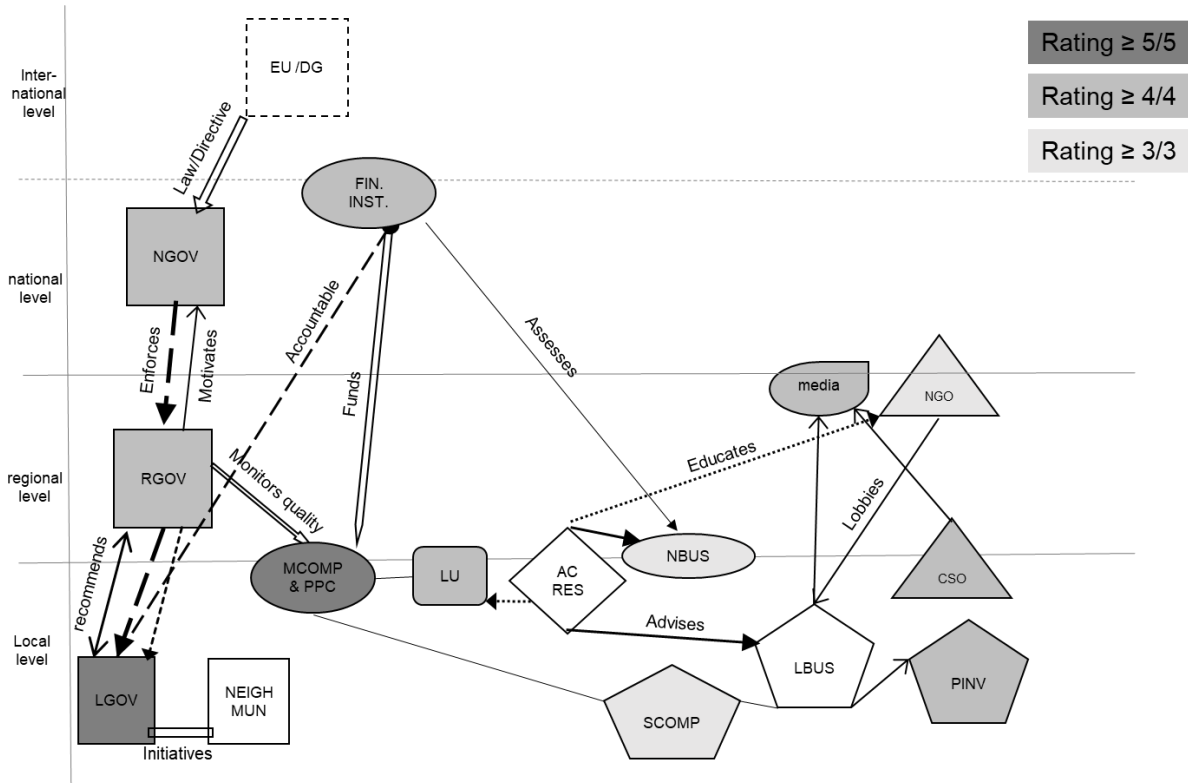 EU /DG
Rating ≥ 5/5
Inter-
national
level
Rating ≥ 4/4
Law/Directive
Rating ≥ 3/3
FIN.
INST.
NGOV
national
level
Accountable
Assesses
Enforces
Motivates
Funds
media
NGO
Educates
regional
level
RGOV
Monitors quality
Lobbies
NBUS
MCOMP
& PPC
LU
AC
RES
CSO
recommends
Advises
Local
level
LBUS
PINV
LGOV
NEIGH
MUN
SCOMP
Initiatives